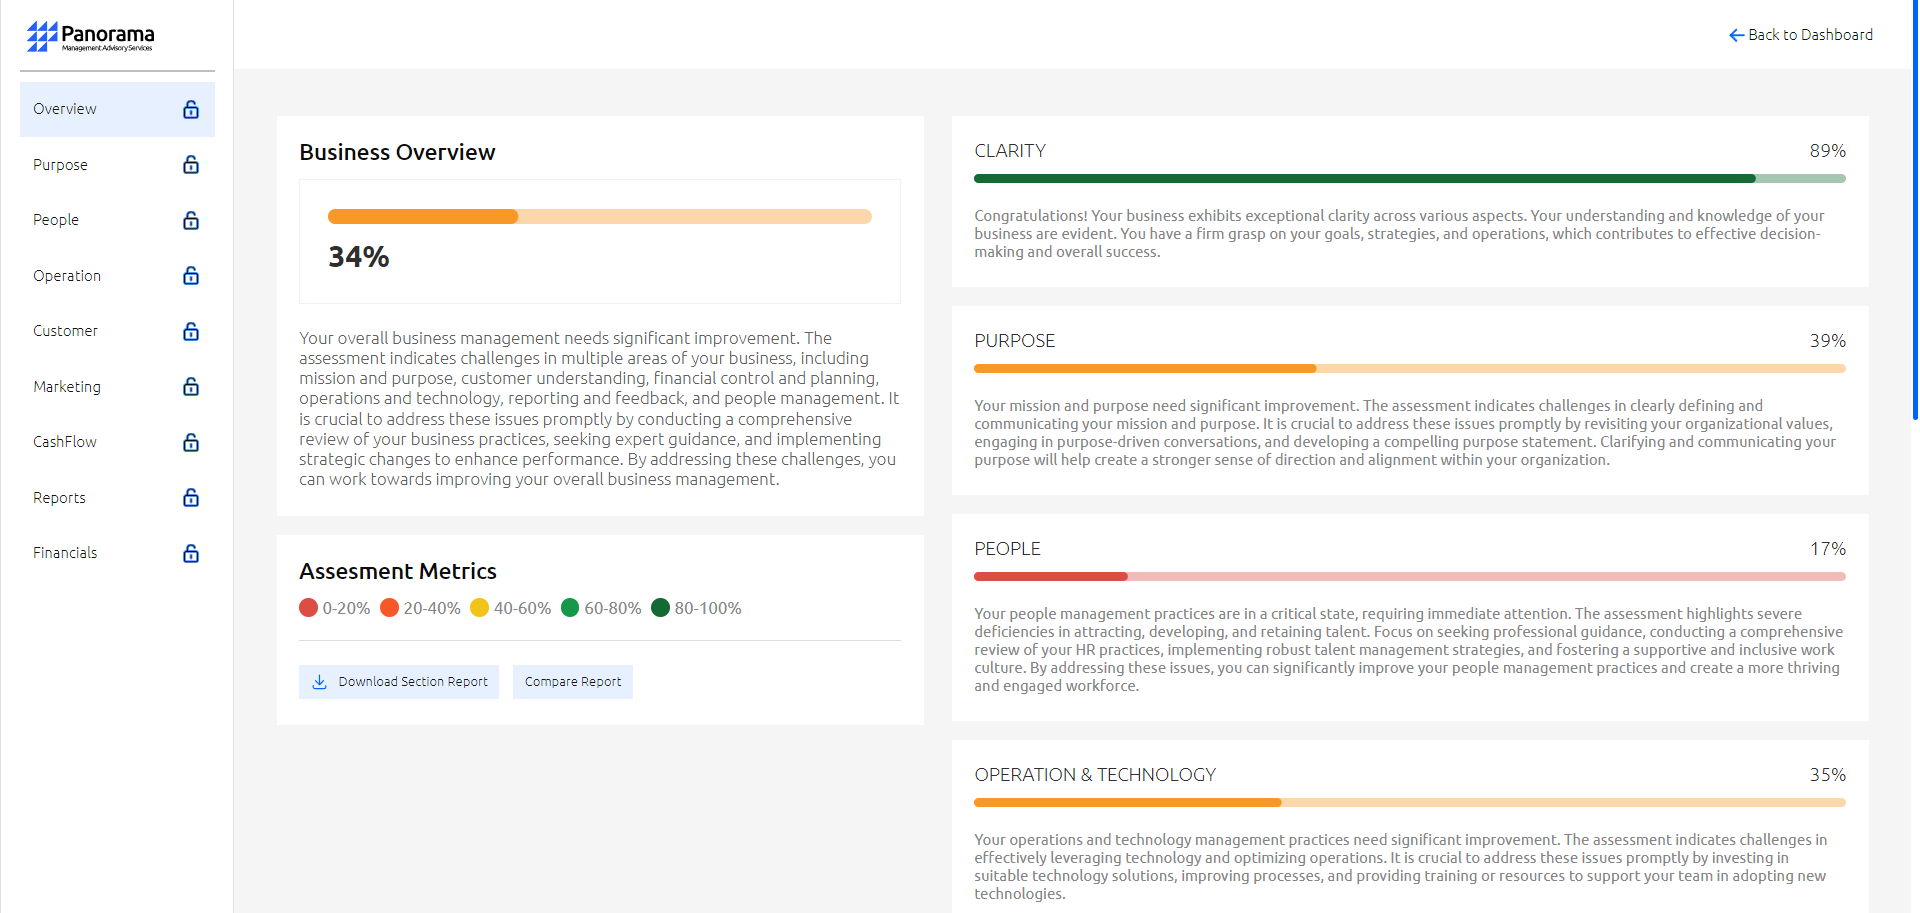 Panorama
Management Advisory Services
Back to Dashboard
Overview
Purpose
People
Operation
Customer
Marketing
CashFlow
Reports
Financials
Business Overview
34%
Your overall business management needs significant improvement. The
assessment indicates challenges in multiple areas of your business, including
mission and purpose, customer understanding, financial control and planning,
operations and technology, reporting and feedback, and people management. It
is crucial to address these issues promptly by conducting a comprehensive
review of your business practices, seeking expert guidance, and implementing
strategic changes to enhance performance. By addressing these challenges, you
can work towards improving your overall business management.
Assesment Metrics
0-20% 20-40% 40-60% 60-80% 80-100%
Download Section Report Compare Report
CLARITY 89%
Congratulations! Your business exhibits exceptional clarity across various aspects. Your understanding and knowledge of your
business are evident. You have a firm grasp on your goals, strategies, and operations, which contributes to effective decision-
making and overall success.
PURPOSE 39%
Your mission and purpose need significant improvement. The assessment indicates challenges in clearly defining and
communicating your mission and purpose. It is crucial to address these issues promptly by revisiting your organizational values,
engaging in purpose-driven conversations, and developing a compelling purpose statement. Clarifying and communicating your
purpose will help create a stronger sense of direction and alignment within your organization.
PEOPLE 17%
Your people management practices are in a critical state, requiring immediate attention. The assessment highlights severe
deficiencies in attracting, developing, and retaining talent. Focus on seeking professional guidance, conducting a comprehensive
review of your HR practices, implementing robust talent management strategies, and fostering a supportive and inclusive work
culture. By addressing these issues, you can significantly improve your people management practices and create a more thriving
and engaged workforce.
OPERATION & TECHNOLOGY 35%
Your operations and technology management practices need significant improvement. The assessment indicates challenges in
effectively leveraging technology and optimizing operations. It is crucial to address these issues promptly by investing in
suitable technology solutions, improving processes, and providing training or resources to support your team in adopting new
technologies.